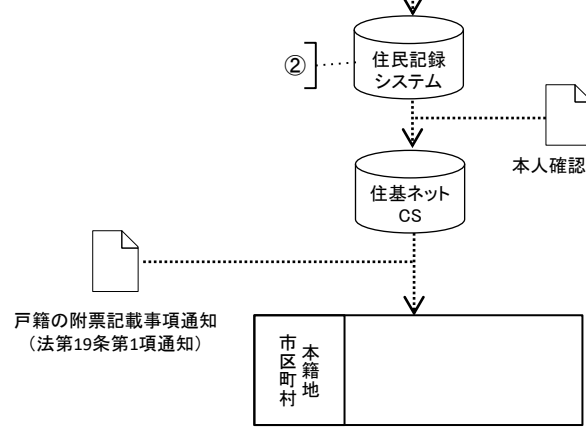 ②
住民記録
システム
本人確認
住基ネット
CS
戸籍の附票記載事項通知
（法第19条第1項通知）
本籍地
市区町村